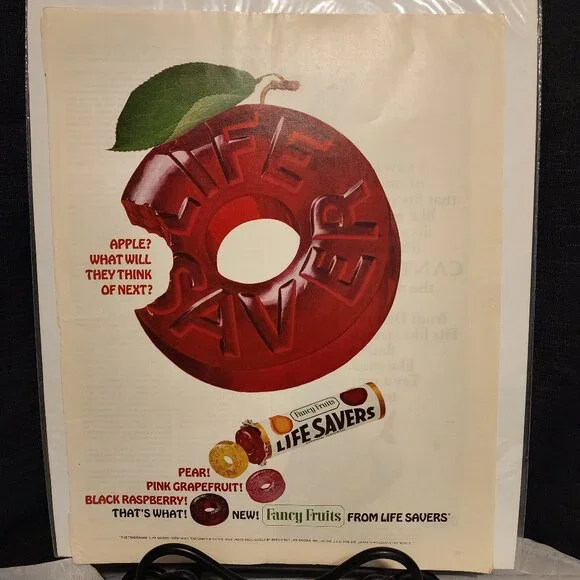 LIFE
SAVERS
APPLE?
WHAT WILL
THEY THINK
OF NEXT?
Fancy Fruits
LIFE SAVERS
PEAR!
PINK GRAPEFRUIT!
BLACK RASPBERRY!
THAT'S WHAT! NEW! Fancy Fruits FROM LIFE SAVERS®